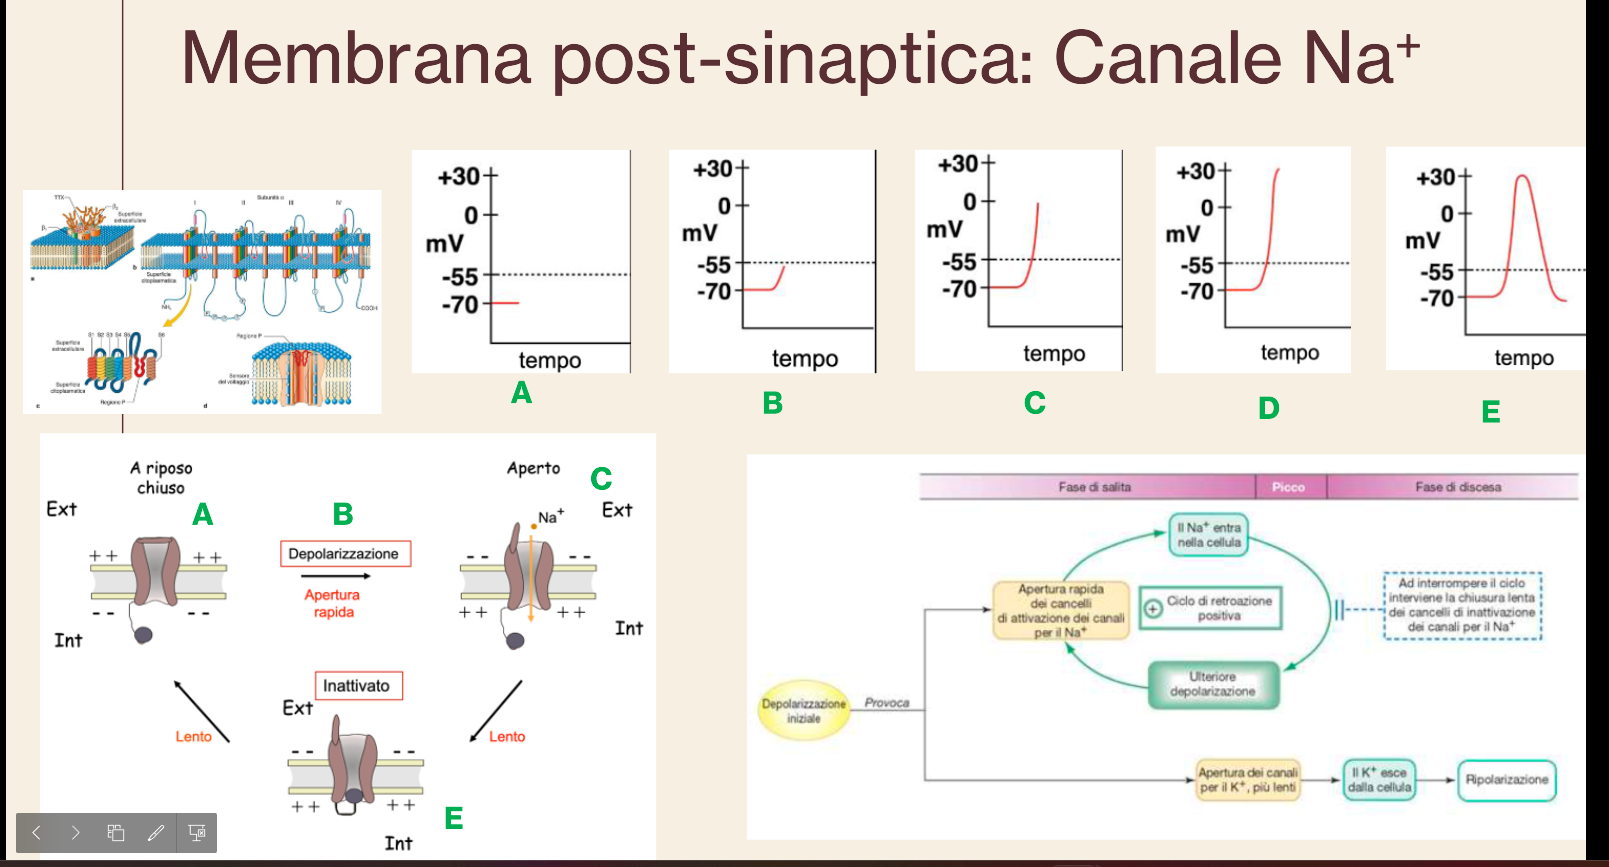 Membrana post-sinaptica: Canale Na⁺
TTX
β₂
Superficie
extracellulare
β₁
a
Subunità α
I
II
III
IV
b
Superficie
citoplasmatica
NH₂
COOH
S1 S2 S3 S4 S5
S6
Superficie
extracellulare
Superficie
citoplasmatica
Regione P
c
Regione P
Sensore
del voltaggio
d
+30
0
mV
-55
-70
tempo
A
+30
0
mV
-55
-70
tempo
B
+30
0
mV
-55
-70
tempo
C
+30
0
mV
-55
-70
tempo
D
+30
0
mV
-55
-70
tempo
E
A riposo
chiuso
Ext
A
++
++
--
--
Int
B
Depolarizzazione
Apertura
rapida
Aperto
C
Na⁺
Ext
--
--
++
++
Int
Inattivato
Ext
Lento
Lento
--
--
++
++
E
Int
Fase di salita
Picco
Fase di discesa
Il Na⁺ entra
nella cellula
Apertura rapida
dei cancelli
di attivazione dei canali
per il Na⁺
+
Ciclo di retroazione
positiva
Ad interrompere il ciclo
interviene la chiusura lenta
dei cancelli di inattivazione
dei canali per il Na⁺
Ulteriore
depolarizzazione
Depolarizzazione
iniziale
Provoca
Apertura dei canali
per il K⁺, più lenti
Il K⁺ esce
dalla cellula
Ripolarizzazione